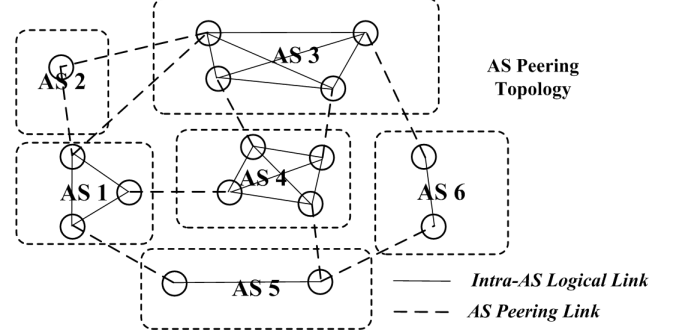 AS 3
AS 2
AS Peering
Topology
AS 1
AS 4
AS 6
AS 5
Intra-AS Logical Link
AS Peering Link